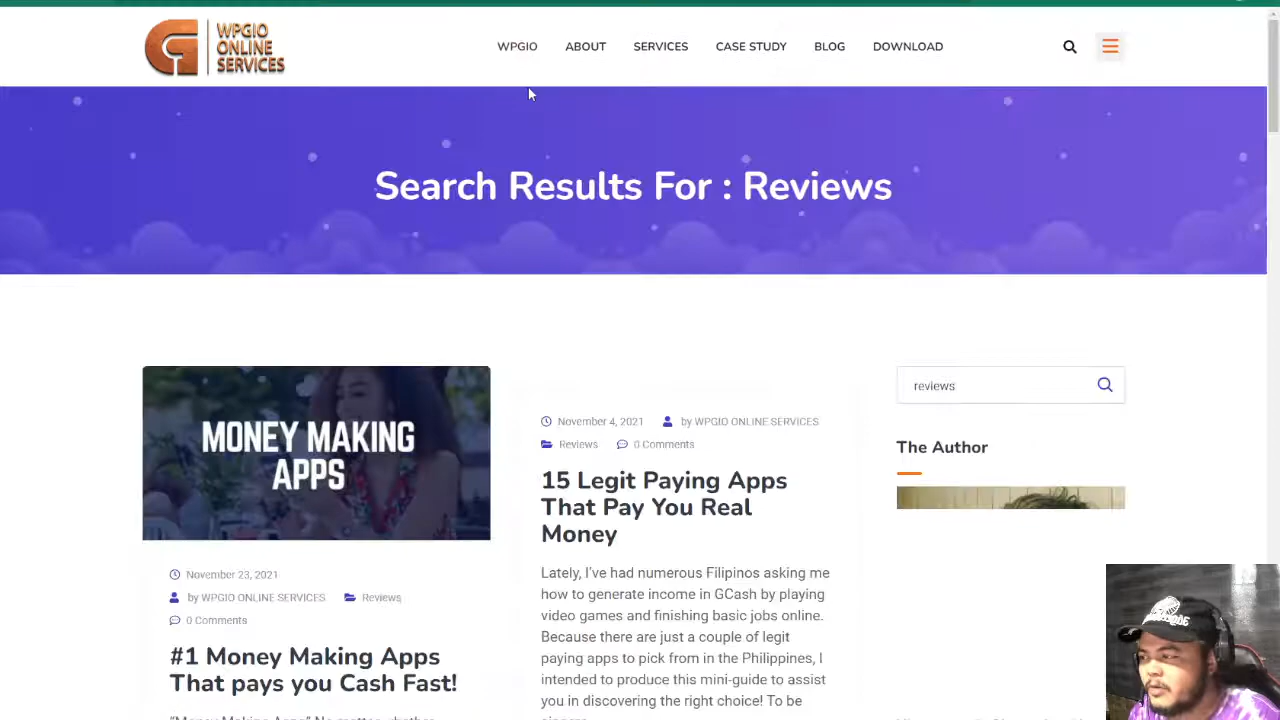 WPGIO
ONLINE
SERVICES
WPGIO ABOUT SERVICES CASE STUDY BLOG DOWNLOAD
Search Results For : Reviews
MONEY MAKING
APPS
November 23, 2021
by WPGIO ONLINE SERVICES Reviews
0 Comments
#1 Money Making Apps
That pays you Cash Fast!
November 4, 2021 by WPGIO ONLINE SERVICES
Reviews 0 Comments
15 Legit Paying Apps
That Pay You Real
Money
Lately, I've had numerous Filipinos asking me
how to generate income in GCash by playing
video games and finishing basic jobs online.
Because there are just a couple of legit
paying apps to pick from in the Philippines, I
intended to produce this mini-guide to assist
you in discovering the right choice! To be
reviews
The Author